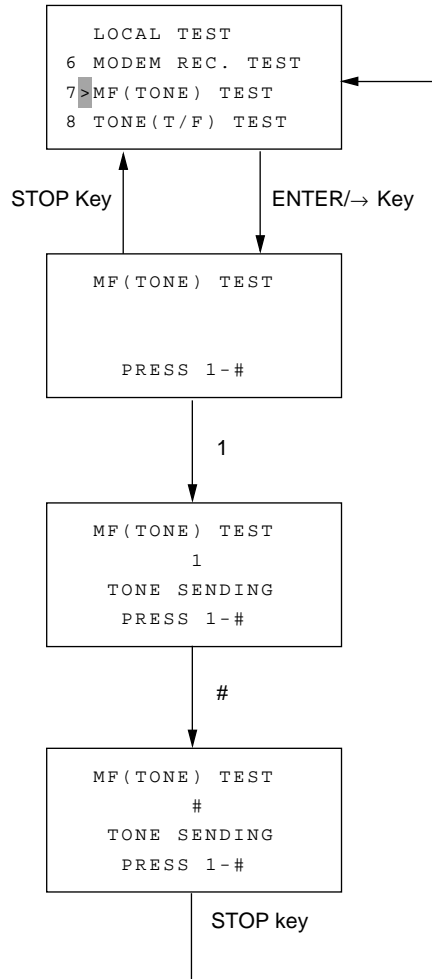 LOCAL TEST
6 MODEM REC. TEST
7>MF(TONE) TEST
8 TONE(T/F) TEST
STOP Key
ENTER/→ Key
MF(TONE) TEST
PRESS 1-#
1
MF(TONE) TEST
1
TONE SENDING
PRESS 1-#
#
MF(TONE) TEST
#
TONE SENDING
PRESS 1-#
STOP key